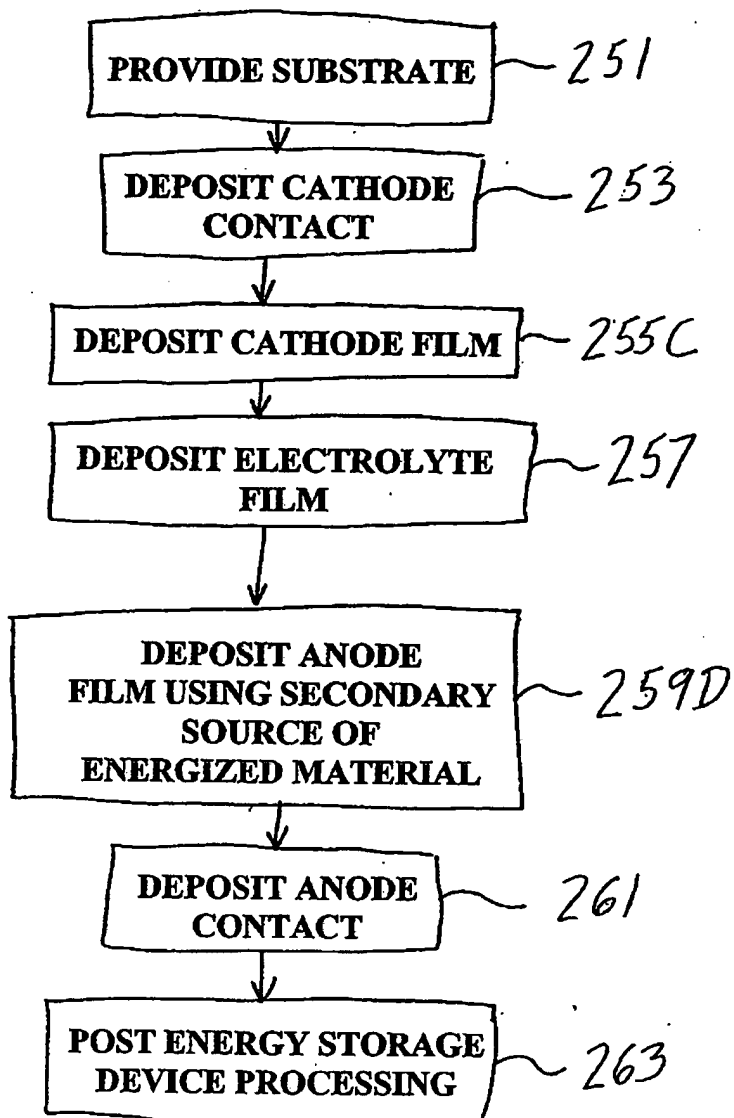 PROVIDE SUBSTRATE 251
DEPOSIT CATHODE 253
CONTACT
DEPOSIT CATHODE FILM 255C
DEPOSIT ELECTROLYTE 257
FILM
DEPOSIT ANODE
FILM USING SECONDARY 259D
SOURCE OF
ENERGIZED MATERIAL
DEPOSIT ANODE 261
CONTACT
POST ENERGY STORAGE 263
DEVICE PROCESSING